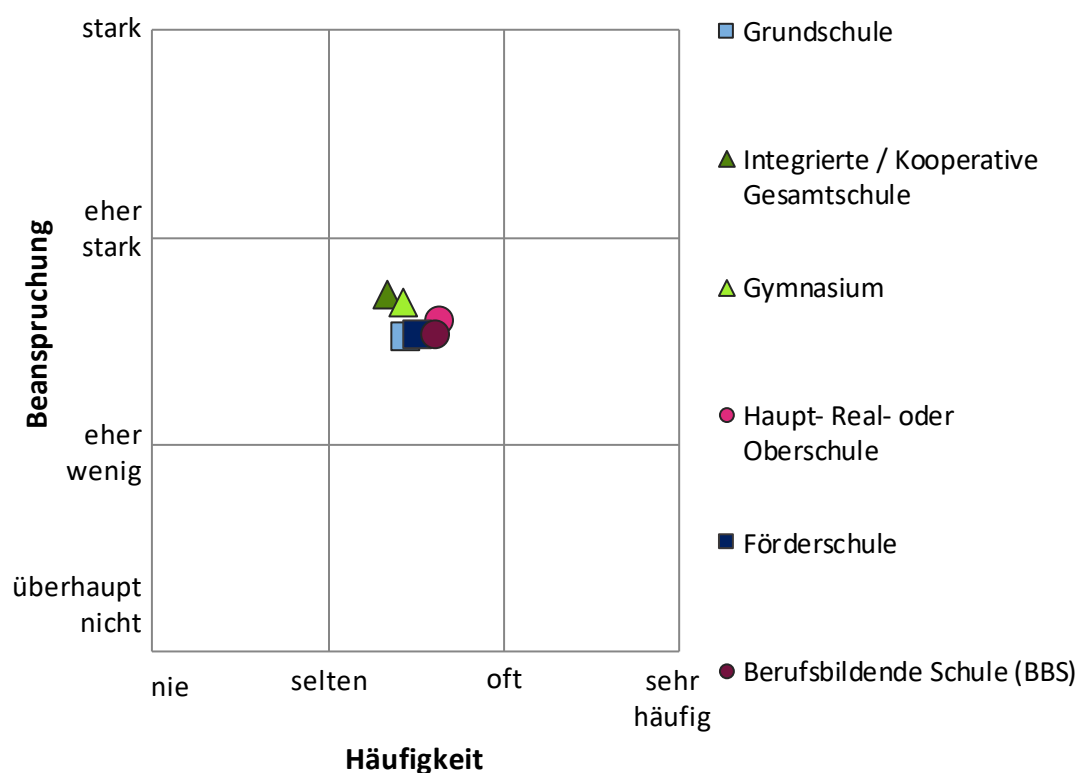 stark
eher
stark
eher
wenig
überhaupt
nicht
Beanspruchung
nie
selten
oft
sehr
häufig
Häufigkeit
Grundschule
Integrierte / Kooperative
Gesamtschule
Gymnasium
Haupt- Real- oder
Oberschule
Förderschule
Berufsbildende Schule (BBS)